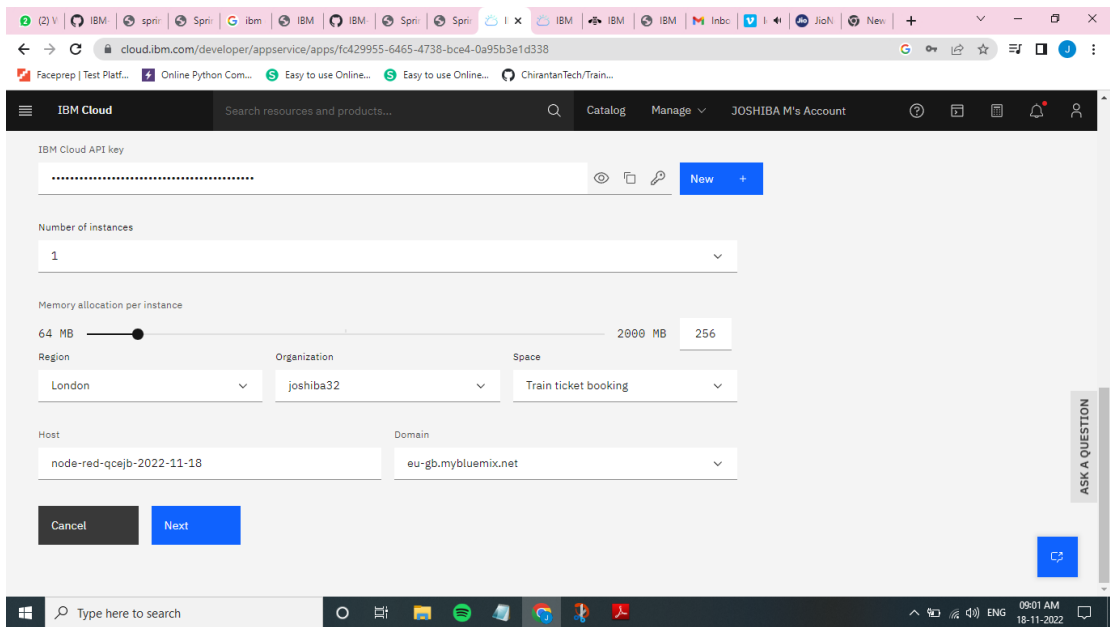 (2) W IBM- sprin Sprin ibm IBM IBM- Sprin Sprin I IBM IBM IBM Inbo JioN New
cloud.ibm.com/developer/appservice/apps/fc429955-6465-4738-bce4-0a95b3e1d338
Faceprep | Test Platf... Online Python Com... Easy to use Online... Easy to use Online... ChirantanTech/Train...
IBM Cloud Search resources and products... Catalog Manage JOSHIBA M's Account
IBM Cloud API key
New +
Number of instances
1
Memory allocation per instance
64 MB 2000 MB 256
Region Organization Space
London joshiba32 Train ticket booking
Host Domain
node-red-qcejb-2022-11-18 eu-gb.mybluemix.net
Cancel Next
ASK A QUESTION
Type here to search ENG 09:01 AM
18-11-2022